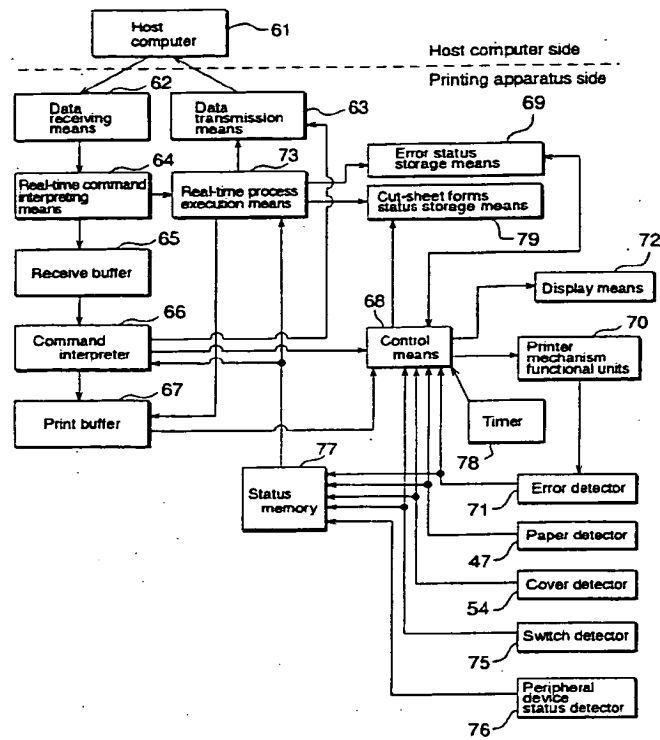 Host
computer
61
Host computer side
Printing apparatus side
62
Data
receiving
means
Data
transmission
means
63
64
Real-time command
interpreting
means
73
Real-time process
execution means
69
Error status
storage means
Cut-sheet forms
status storage means
79
65
Receive buffer
72
Display means
66
Command
interpreter
68
Control
means
70
Printer
mechanism
functional units
67
Print buffer
Timer
78
77
Status
memory
Error detector
71
Paper detector
47
Cover detector
54
Switch detector
75
Peripheral
device
status detector
76